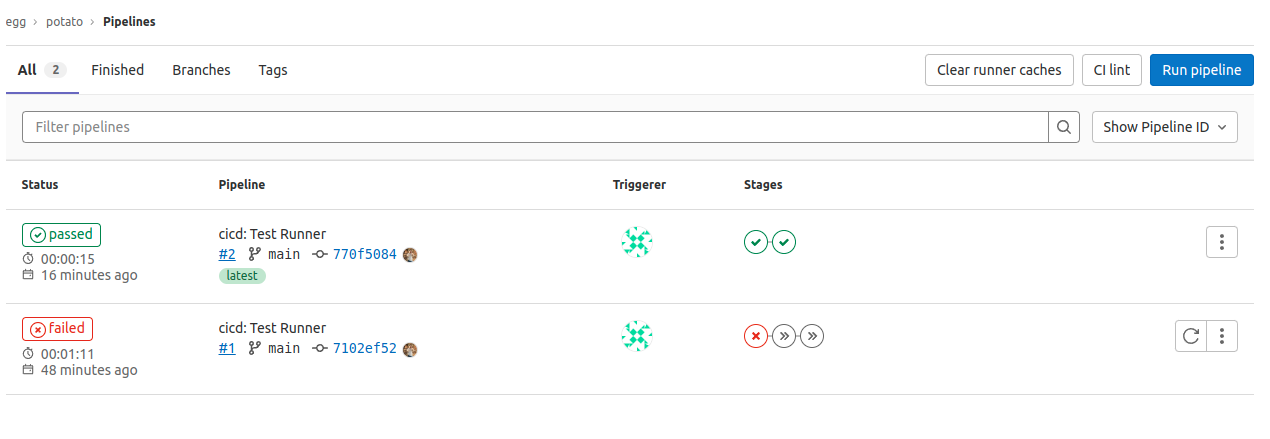 egg › potato › Pipelines
All 2 Finished Branches Tags Clear runner caches CI lint Run pipeline
Filter pipelines Show Pipeline ID
Status Pipeline Triggerer Stages
passed cicd: Test Runner
00:00:15 #2 main 770f5084
16 minutes ago latest
failed cicd: Test Runner
00:01:11 #1 main 7102ef52
48 minutes ago